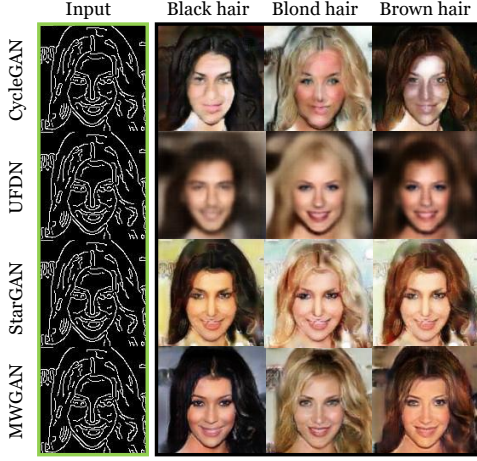 Input Black hair Blond hair Brown hair
CycleGAN
UFDN
StarGAN
MWGAN